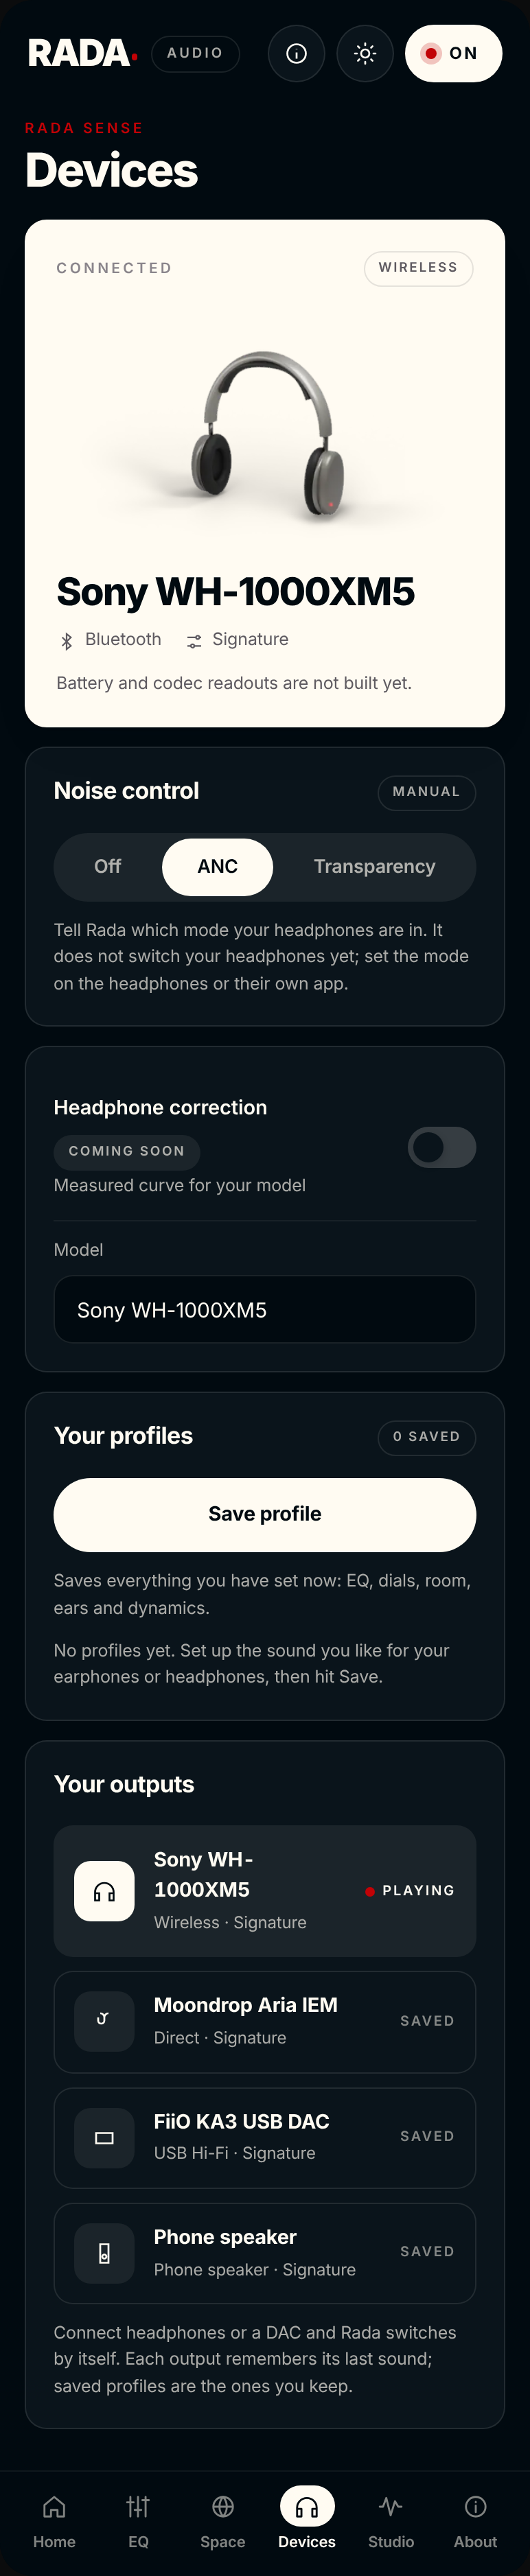 RADA.
AUDIO
ON
RADA SENSE
Devices
CONNECTED
WIRELESS
Sony WH-1000XM5
Bluetooth
Signature
Battery and codec readouts are not built yet.
Noise control
MANUAL
Off
ANC
Transparency
Tell Rada which mode your headphones are in. It
does not switch your headphones yet; set the mode
on the headphones or their own app.
Headphone correction
COMING SOON
Measured curve for your model
Model
Sony WH-1000XM5
Your profiles
0 SAVED
Save profile
Saves everything you have set now: EQ, dials, room,
ears and dynamics.
No profiles yet. Set up the sound you like for your
earphones or headphones, then hit Save.
Your outputs
Sony WH-
1000XM5
Wireless · Signature
PLAYING
Moondrop Aria IEM
Direct · Signature
SAVED
FiiO KA3 USB DAC
USB Hi-Fi · Signature
SAVED
Phone speaker
Phone speaker · Signature
SAVED
Connect headphones or a DAC and Rada switches
by itself. Each output remembers its last sound;
saved profiles are the ones you keep.
Home
EQ
Space
Devices
Studio
About